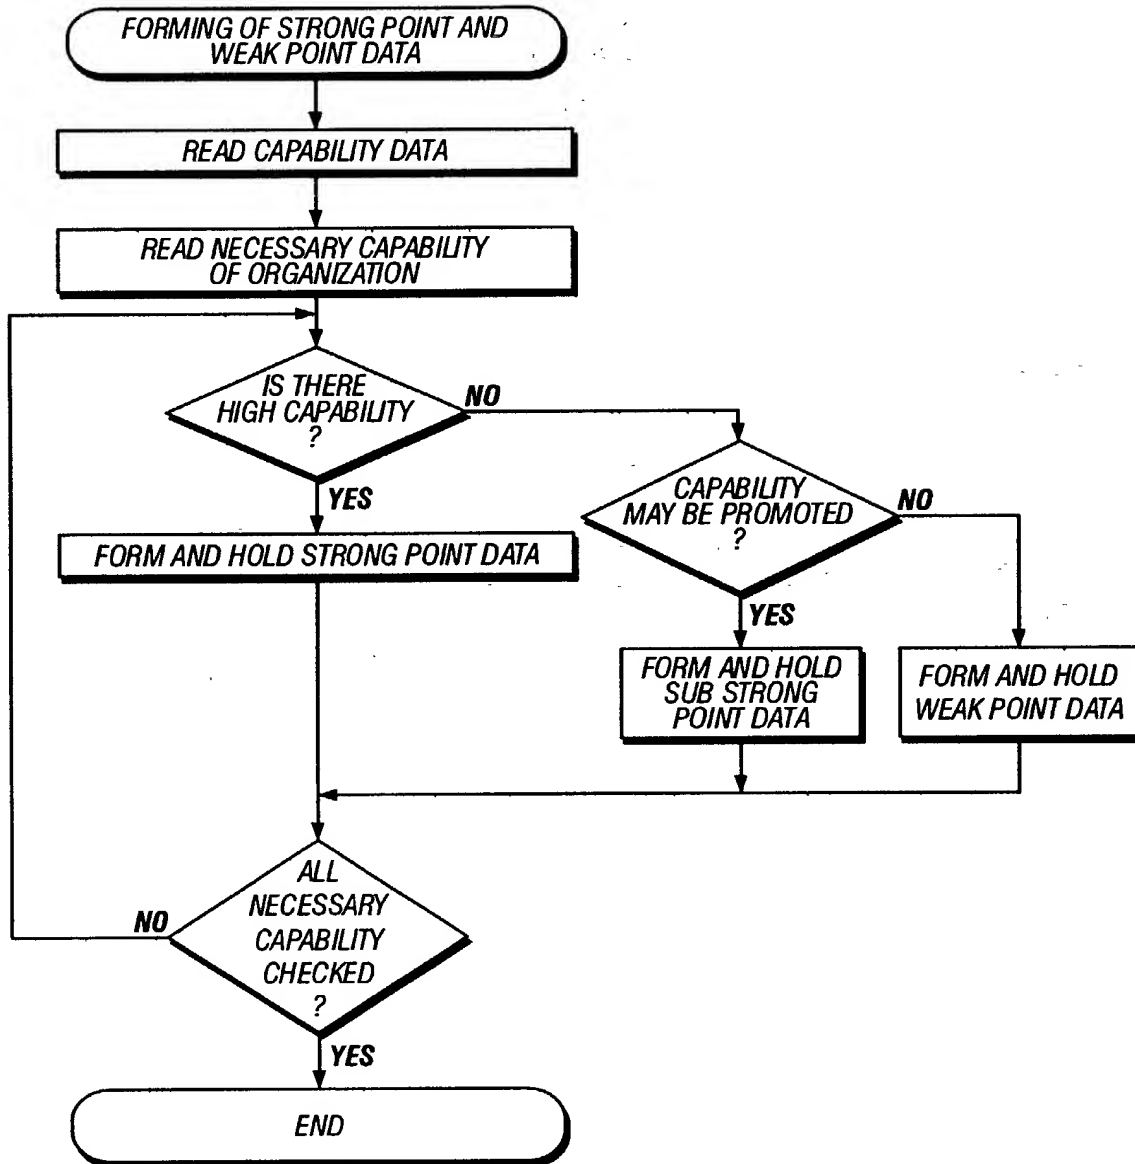 FORMING OF STRONG POINT AND
WEAK POINT DATA
READ CAPABILITY DATA
READ NECESSARY CAPABILITY
OF ORGANIZATION
IS THERE
HIGH CAPABILITY
?
NO
YES
CAPABILITY
MAY BE PROMOTED
?
NO
YES
FORM AND HOLD STRONG POINT DATA
FORM AND HOLD
SUB STRONG
POINT DATA
FORM AND HOLD
WEAK POINT DATA
ALL
NECESSARY
CAPABILITY
CHECKED
?
NO
YES
END